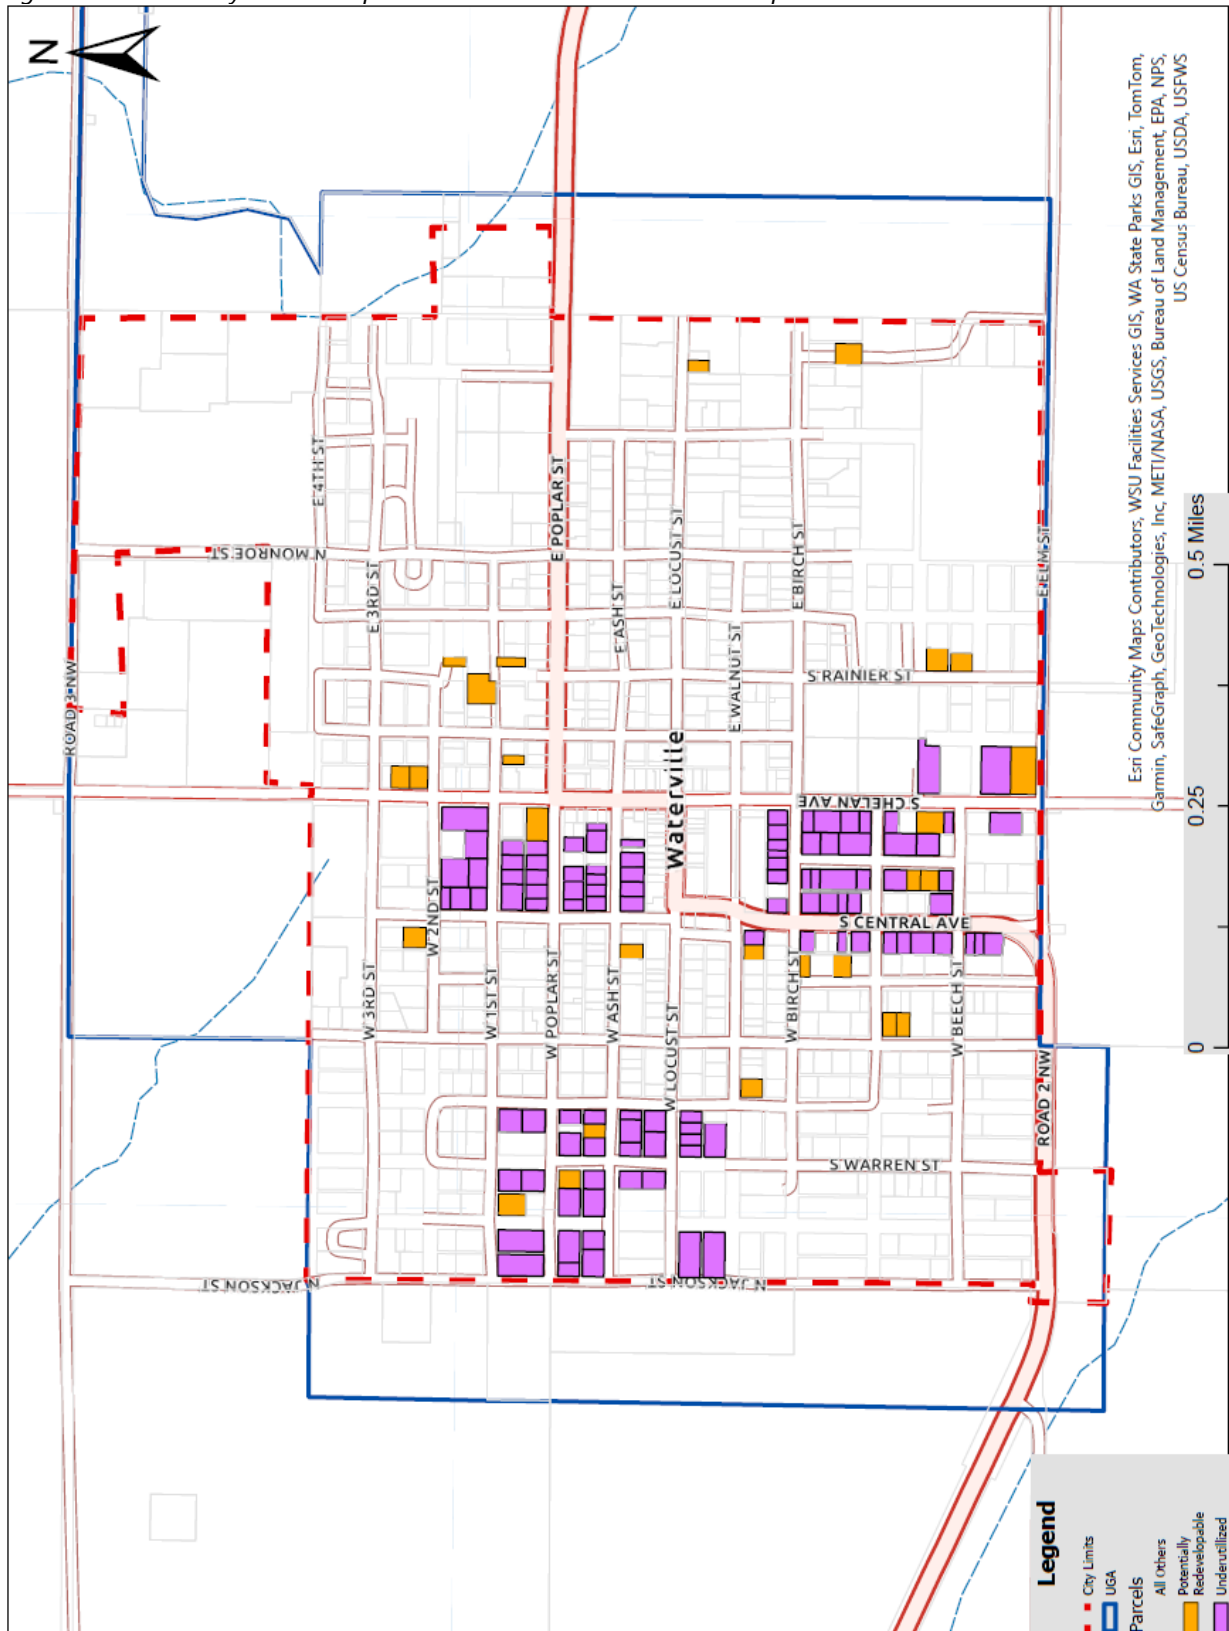 N
ROAD 3 NW
N MONROE ST
E 4TH ST
E 3RD ST
E POPLAR ST
E ASH ST
E LOCUST ST
E WALNUT ST
E BIRCH ST
E ELM ST
S RAINIER ST
S CHELAN AVE
Waterville
S CENTRAL AVE
W 2ND ST
W 3RD ST
W 1ST ST
W POPLAR ST
W ASH ST
W LOCUST ST
W BIRCH ST
W BEECH ST
ROAD 2 NW
S WARREN ST
N JACKSON ST
N JACKSON ST
Esri Community Maps Contributors, WSU Facilities Services GIS, WA State Parks GIS, Esri, TomTom,
Garmin, SafeGraph, GeoTechnologies, Inc, METI/NASA, USGS, Bureau of Land Management, EPA, NPS,
US Census Bureau, USDA, USFWS
0 0.25 0.5 Miles
Legend
City Limits
UGA
Parcels
All Others
Potentially
Redevelopable
Underutilized